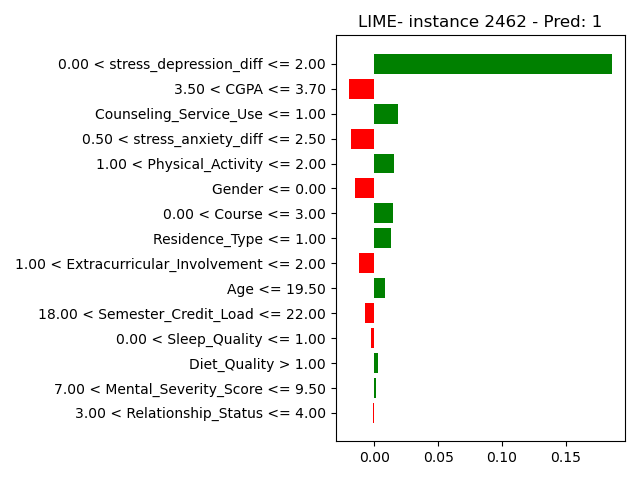 LIME- instance 2462 - Pred: 1
0.00 < stress_depression_diff <= 2.00
3.50 < CGPA <= 3.70
Counseling_Service_Use <= 1.00
0.50 < stress_anxiety_diff <= 2.50
1.00 < Physical_Activity <= 2.00
Gender <= 0.00
0.00 < Course <= 3.00
Residence_Type <= 1.00
1.00 < Extracurricular_Involvement <= 2.00
Age <= 19.50
18.00 < Semester_Credit_Load <= 22.00
0.00 < Sleep_Quality <= 1.00
Diet_Quality > 1.00
7.00 < Mental_Severity_Score <= 9.50
3.00 < Relationship_Status <= 4.00
0.00 0.05 0.10 0.15